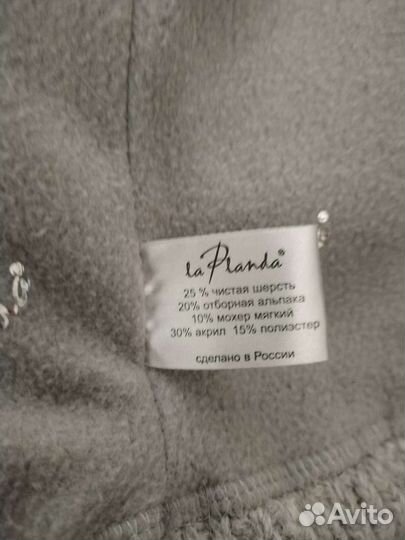 la Planda®
25 % чистая шерсть
20% отборная альпака
10% мохер мягкий
30% акрил 15% полиэстер
сделано в России
Avito